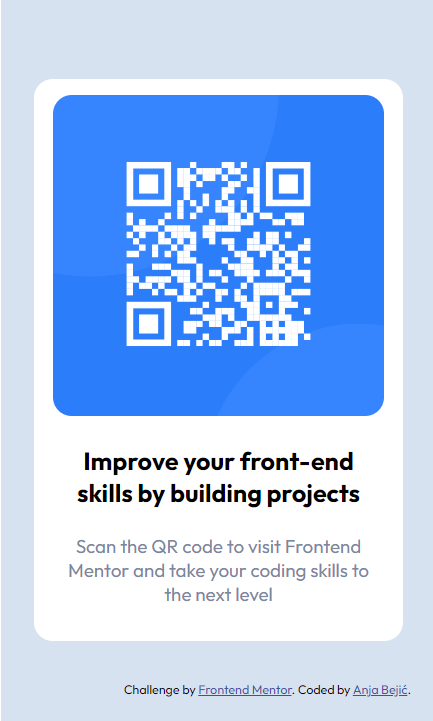 Improve your front-end
skills by building projects
Scan the QR code to visit Frontend
Mentor and take your coding skills to
the next level
Challenge by Frontend Mentor. Coded by Anja Bejić.